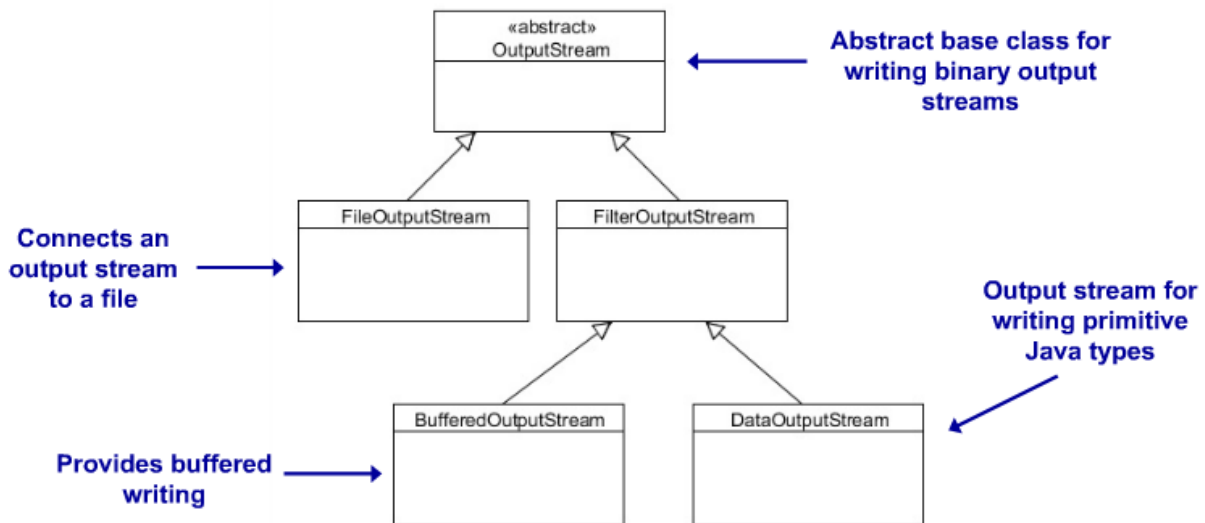 «abstract»
OutputStream
Abstract base class for
writing binary output
streams
FileOutputStream
FilterOutputStream
Connects an
output stream
to a file
Output stream for
writing primitive
Java types
BufferedOutputStream
DataOutputStream
Provides buffered
writing